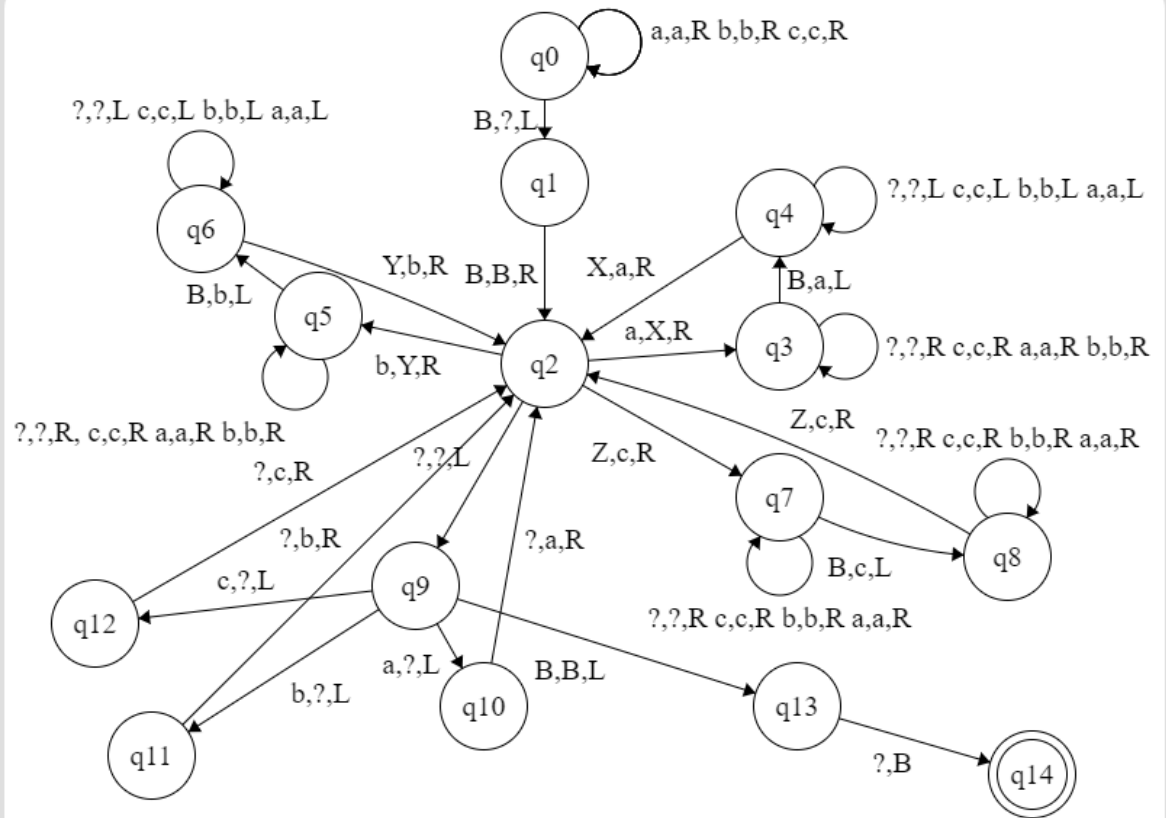 q0
a,a,R b,b,R c,c,R
?,?,L c,c,L b,b,L a,a,L
B,?,L
q1
?,?,L c,c,L b,b,L a,a,L
q4
q6
Y,b,R
B,B,R
X,a,R
B,a,L
B,b,L
q5
a,X,R
q3
?,?,R c,c,R a,a,R b,b,R
b,Y,R
q2
Z,c,R
?,?,R, c,c,R a,a,R b,b,R
?,c,R
?,?,L
Z,c,R
?,?,R c,c,R b,b,R a,a,R
q7
?,b,R
?,a,R
q8
c,?,L
q9
B,c,L
q12
?,?,R c,c,R b,b,R a,a,R
a,?,L
B,B,L
b,?,L
q10
q13
q11
?,B
q14